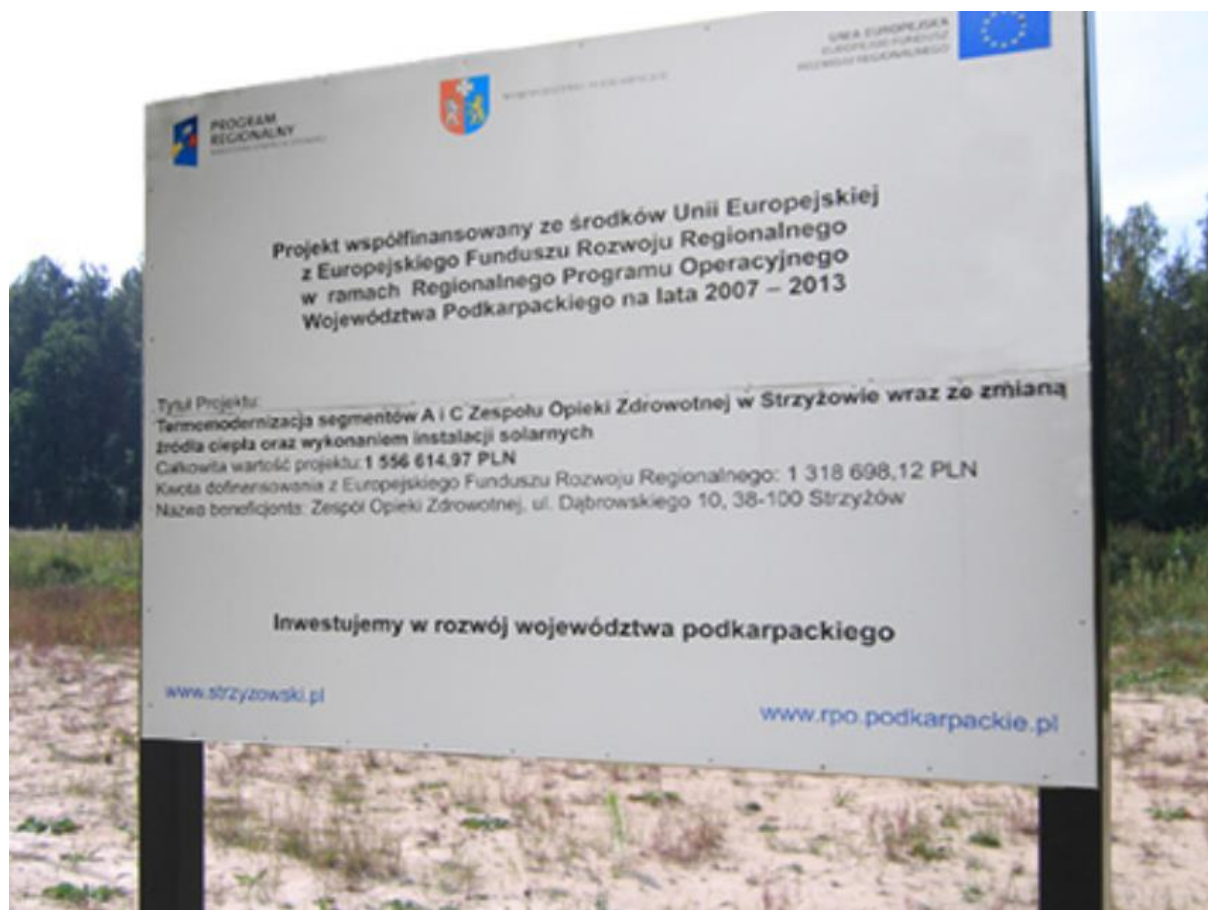 PROGRAM
REGIONALNY
UNIA EUROPEJSKA
EUROPEJSKI FUNDUSZ
ROZWOJU REGIONALNEGO
Projekt współfinansowany ze środków Unii Europejskiej
z Europejskiego Funduszu Rozwoju Regionalnego
w ramach Regionalnego Programu Operacyjnego
Województwa Podkarpackiego na lata 2007 – 2013
Tytuł Projektu:
Termomodernizacja segmentów A i C Zespołu Opieki Zdrowotnej w Strzyżowie wraz ze zmianą
źródła ciepła oraz wykonaniem instalacji solarnych
Całkowita wartość projektu: 1 556 614,97 PLN
Kwota dofinansowania z Europejskiego Funduszu Rozwoju Regionalnego: 1 318 698,12 PLN
Nazwa beneficjenta: Zespół Opieki Zdrowotnej, ul. Dąbrowskiego 10, 38-100 Strzyżów
Inwestujemy w rozwój województwa podkarpackiego
www.strzyzowski.pl
www.rpo.podkarpackie.pl